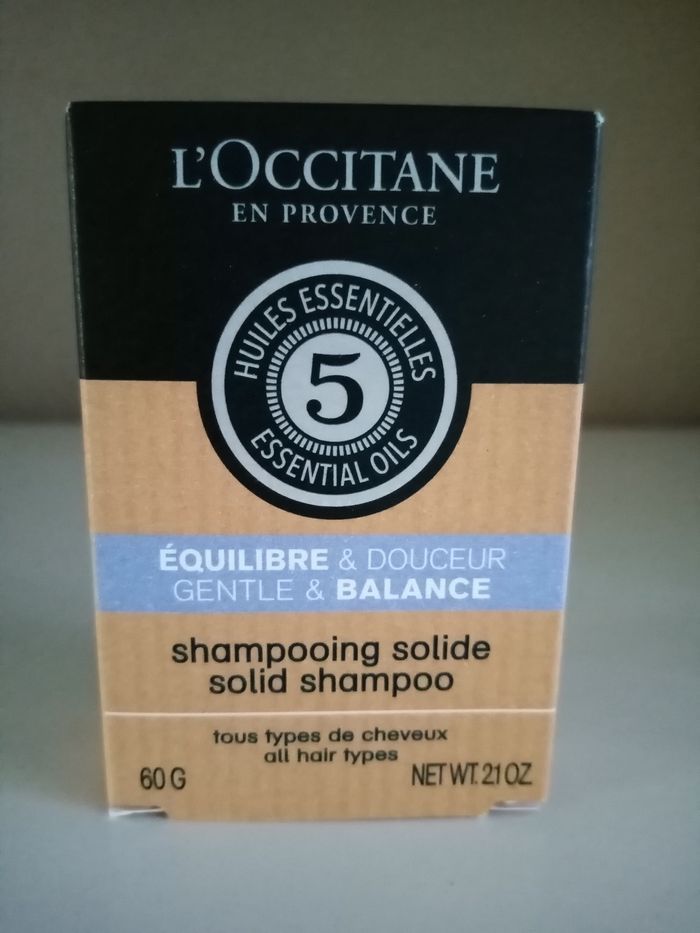 L'OCCITANE
EN PROVENCE
HUILES ESSENTIELLES
5
ESSENTIAL OILS
ÉQUILIBRE & DOUCEUR
GENTLE & BALANCE
shampooing solide
solid shampoo
tous types de cheveux
all hair types
60 G
NET WT. 2.1 OZ